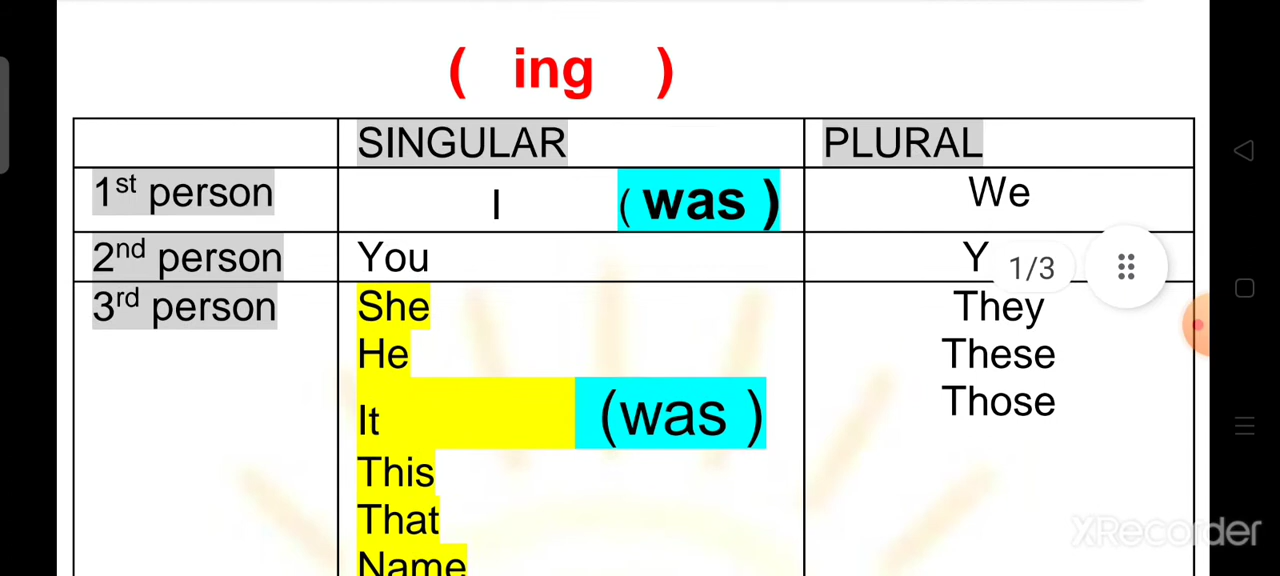 ( ing )
SINGULAR PLURAL
1st person I (was ) We
2nd person You Y
3rd person She They
He These
It (was ) Those
This
That
Name
1/3
XRecorder